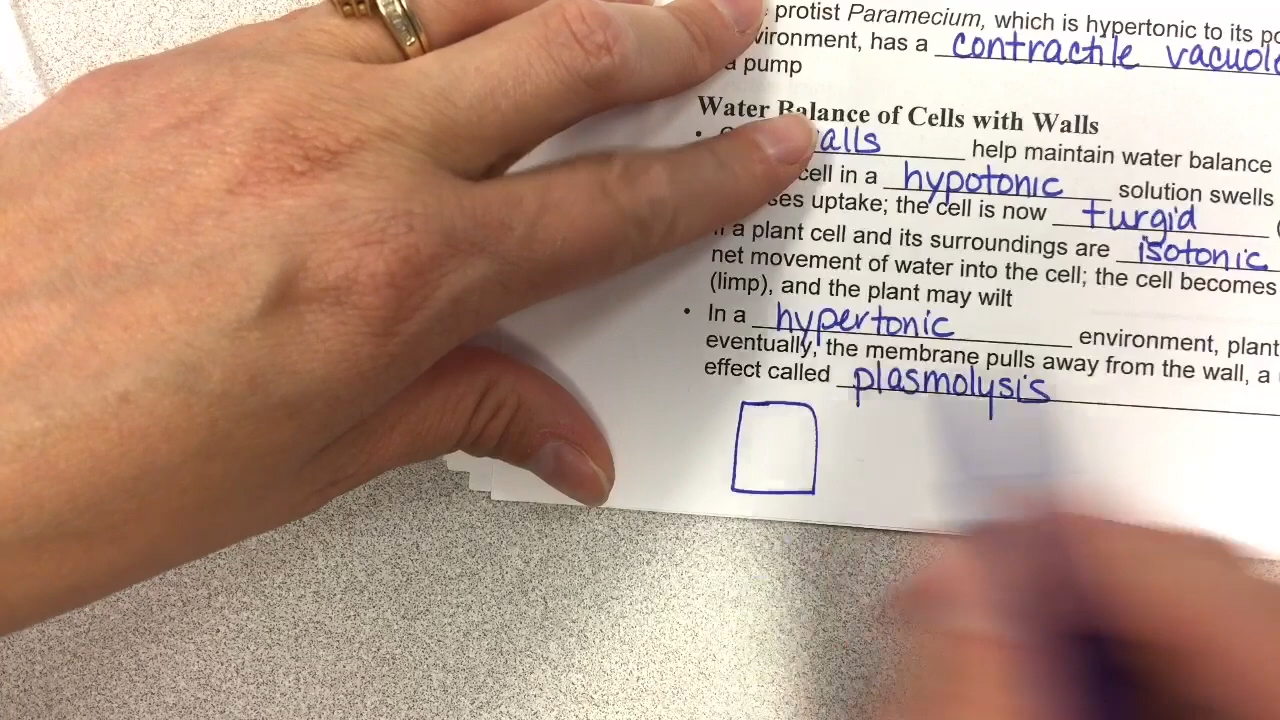 protist Paramecium, which is hypertonic to its
vironment, has a contractile vacuole
a pump
Water Balance of Cells with Walls
• walls help maintain water balance
cell in a hypotonic solution swells
ses uptake; the cell is now turgid (
a plant cell and its surroundings are isotonic
net movement of water into the cell; the cell becomes
(limp), and the plant may wilt
• In a hypertonic environment, plant
eventually, the membrane pulls away from the wall, a
effect called plasmolysis